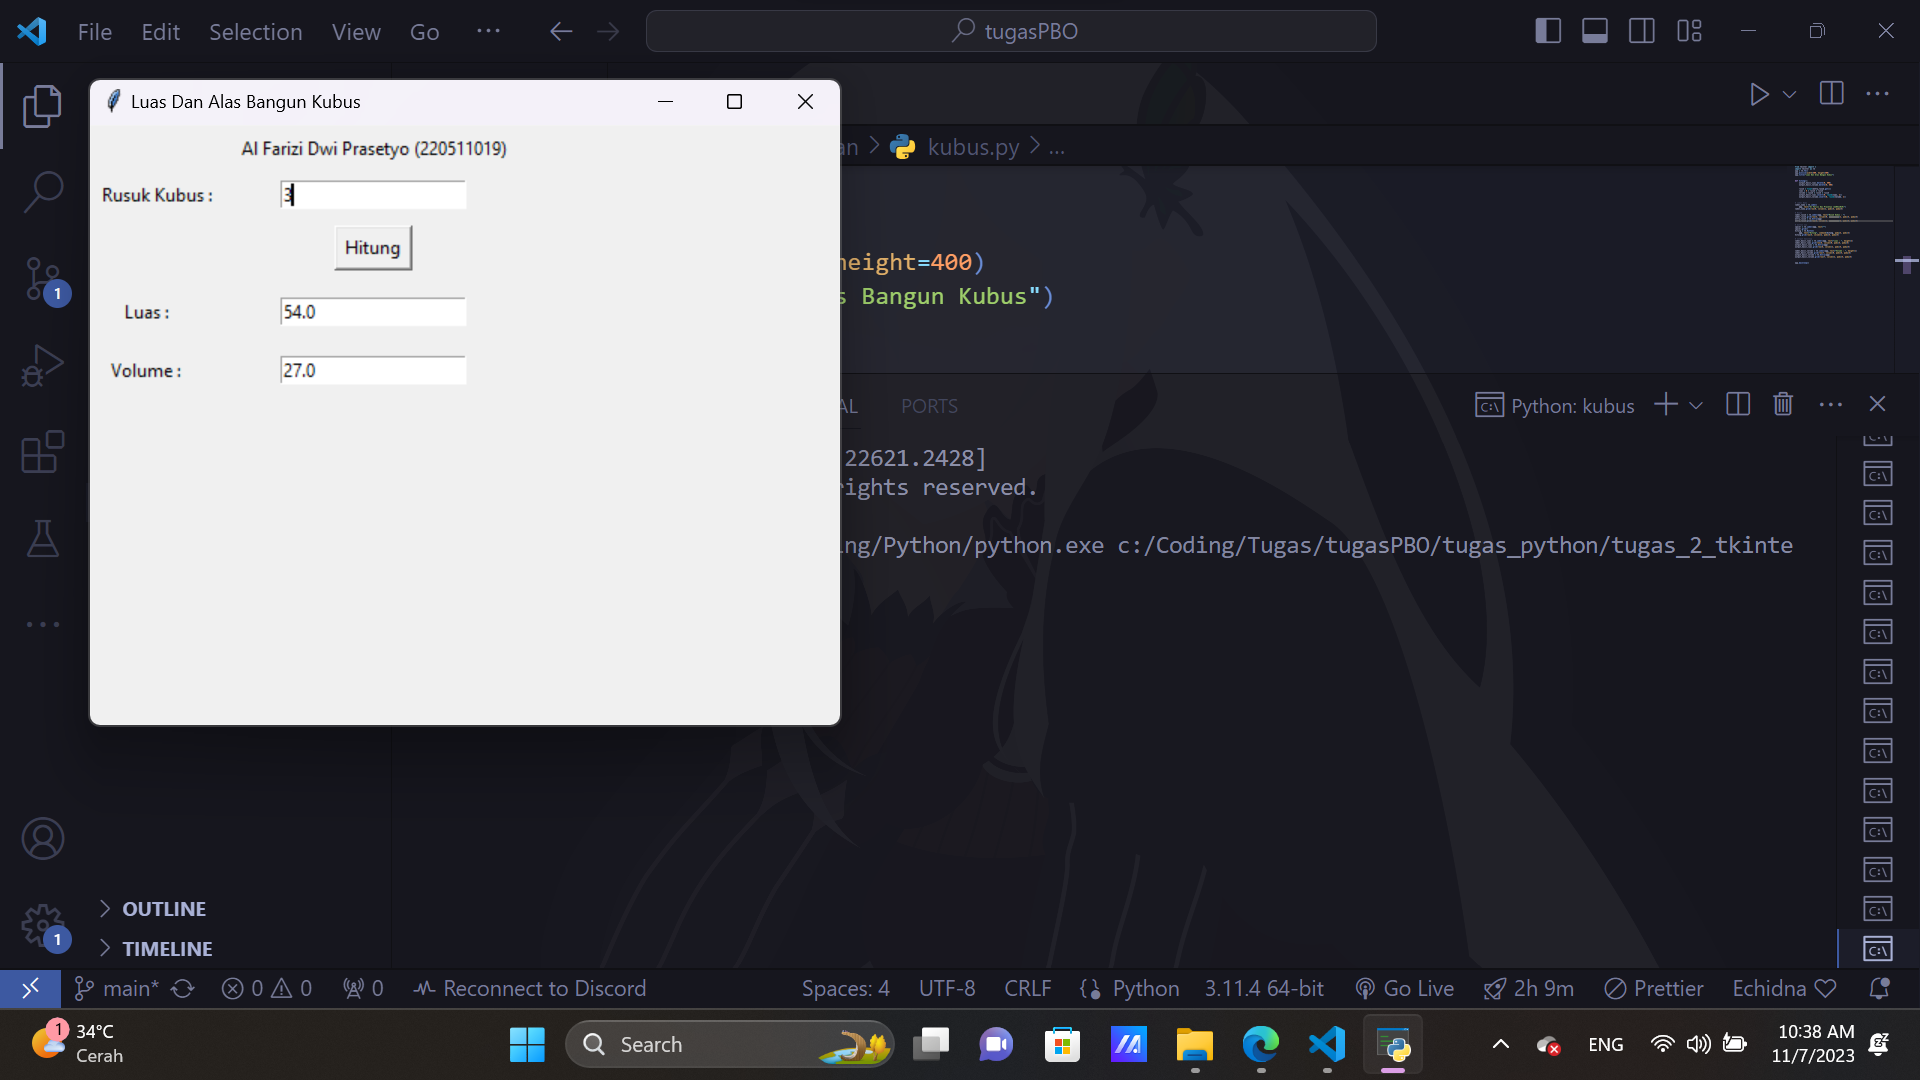 File Edit Selection View Go ... tugasPBO
Luas Dan Alas Bangun Kubus
Al Farizi Dwi Prasetyo (220511019)
Rusuk Kubus : 3
Hitung
Luas : 54.0
Volume : 27.0
an > kubus.py > ...
height=400)
s Bangun Kubus")
AL PORTS
Python: kubus
22621.2428]
rights reserved.
ing/Python/python.exe c:/Coding/Tugas/tugasPBO/tugas_python/tugas_2_tkinte
1
OUTLINE
1
TIMELINE
main* 0 0 0 Reconnect to Discord Spaces: 4 UTF-8 CRLF Python 3.11.4 64-bit Go Live 2h 9m Prettier Echidna
1
34°C
Cerah
Search
ENG
10:38 AM
11/7/2023